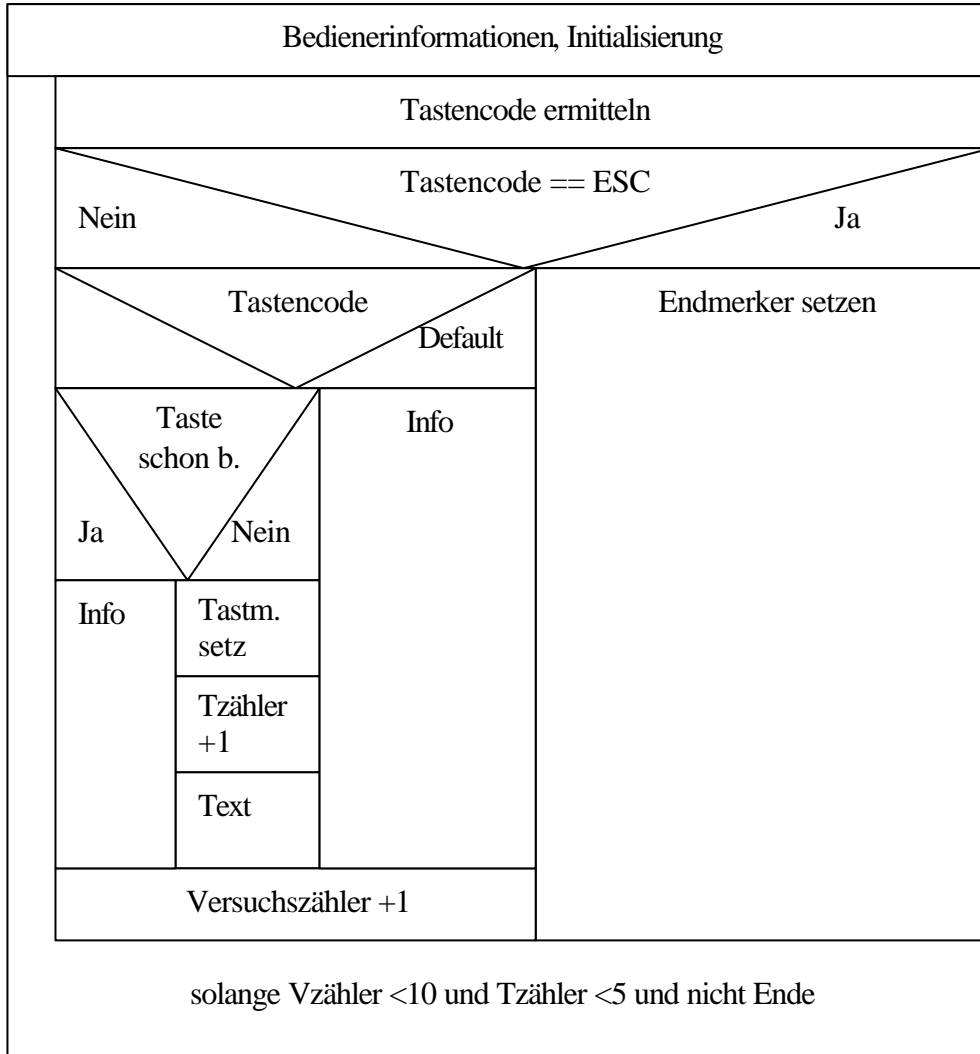 Bedienerinformationen, Initialisierung
Tastencode ermitteln
Tastencode == ESC
Nein
Ja
Tastencode
Default
Endmerker setzen
Taste
schon b.
Ja
Nein
Info
Info
Tastm.
setz
Tzähler
+1
Text
Versuchszähler +1
solange Vzähler <10 und Tzähler <5 und nicht Ende